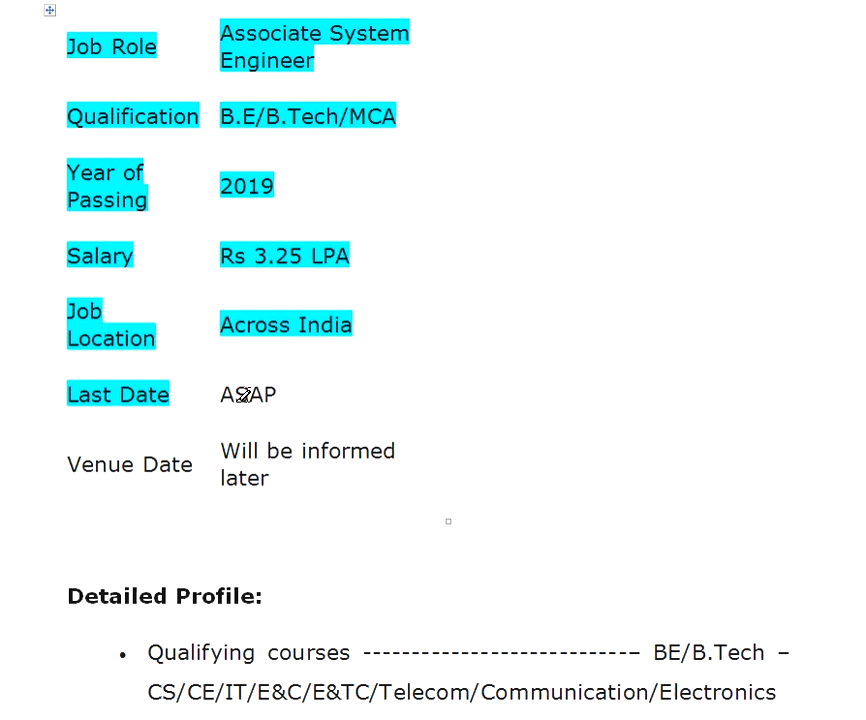 Job Role
Associate System
Engineer
Qualification
B.E/B.Tech/MCA
Year of
Passing
2019
Salary
Rs 3.25 LPA
Job
Location
Across India
Last Date
ASAP
Venue Date
Will be informed
later
Detailed Profile:
• Qualifying courses ---------------------------– BE/B.Tech –
CS/CE/IT/E&C/E&TC/Telecom/Communication/Electronics